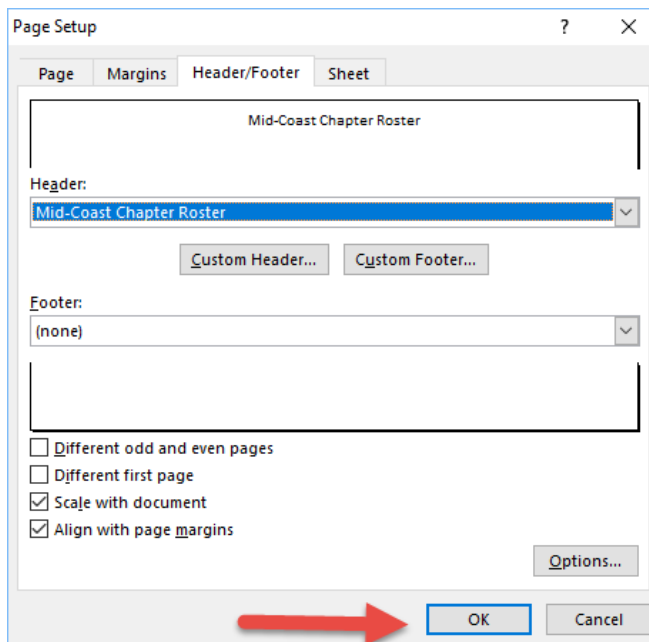 Page Setup ? X
Page Margins Header/Footer Sheet
Mid-Coast Chapter Roster
Header:
Mid-Coast Chapter Roster
Custom Header... Custom Footer...
Footer:
(none)
Different odd and even pages
Different first page
Scale with document
Align with page margins
Options...
OK Cancel